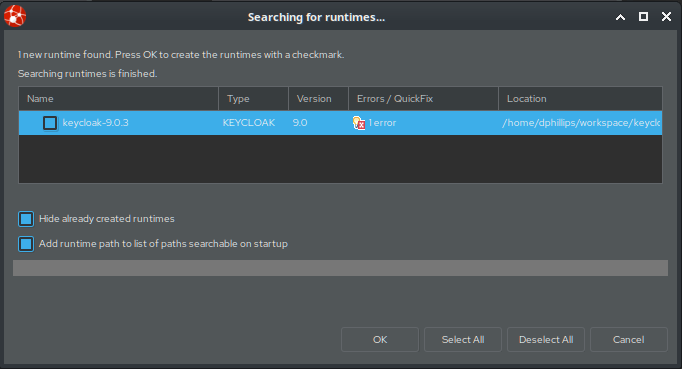 Searching for runtimes...
1 new runtime found. Press OK to create the runtimes with a checkmark.
Searching runtimes is finished.
Name Type Version Errors / QuickFix Location
keycloak-9.0.3 KEYCLOAK 9.0 1 error /home/dphillips/workspace/keyclo
Hide already created runtimes
Add runtime path to list of paths searchable on startup
OK Select All Deselect All Cancel